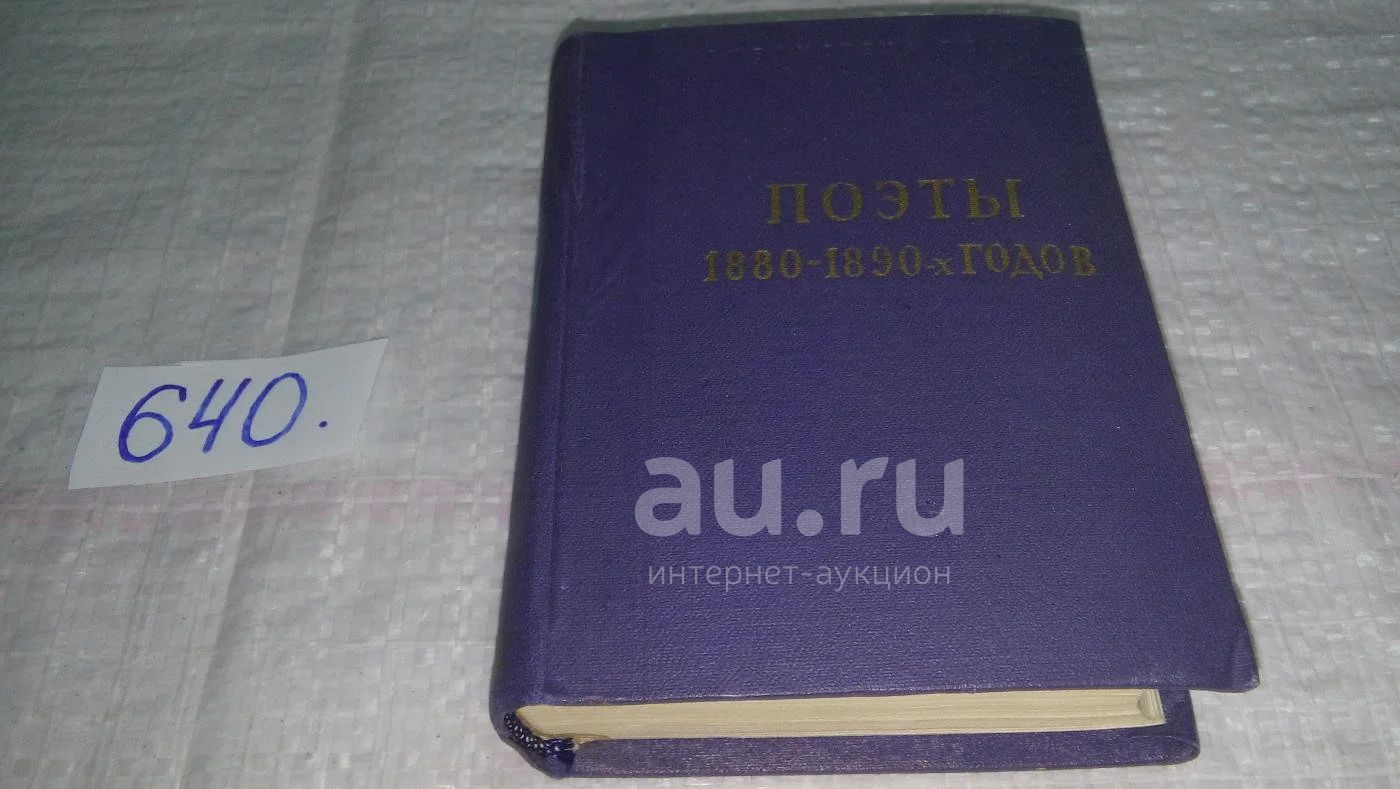 ПОЭТЫ
1880-1890-х ГОДОВ
640.
au.ru
интернет-аукцион